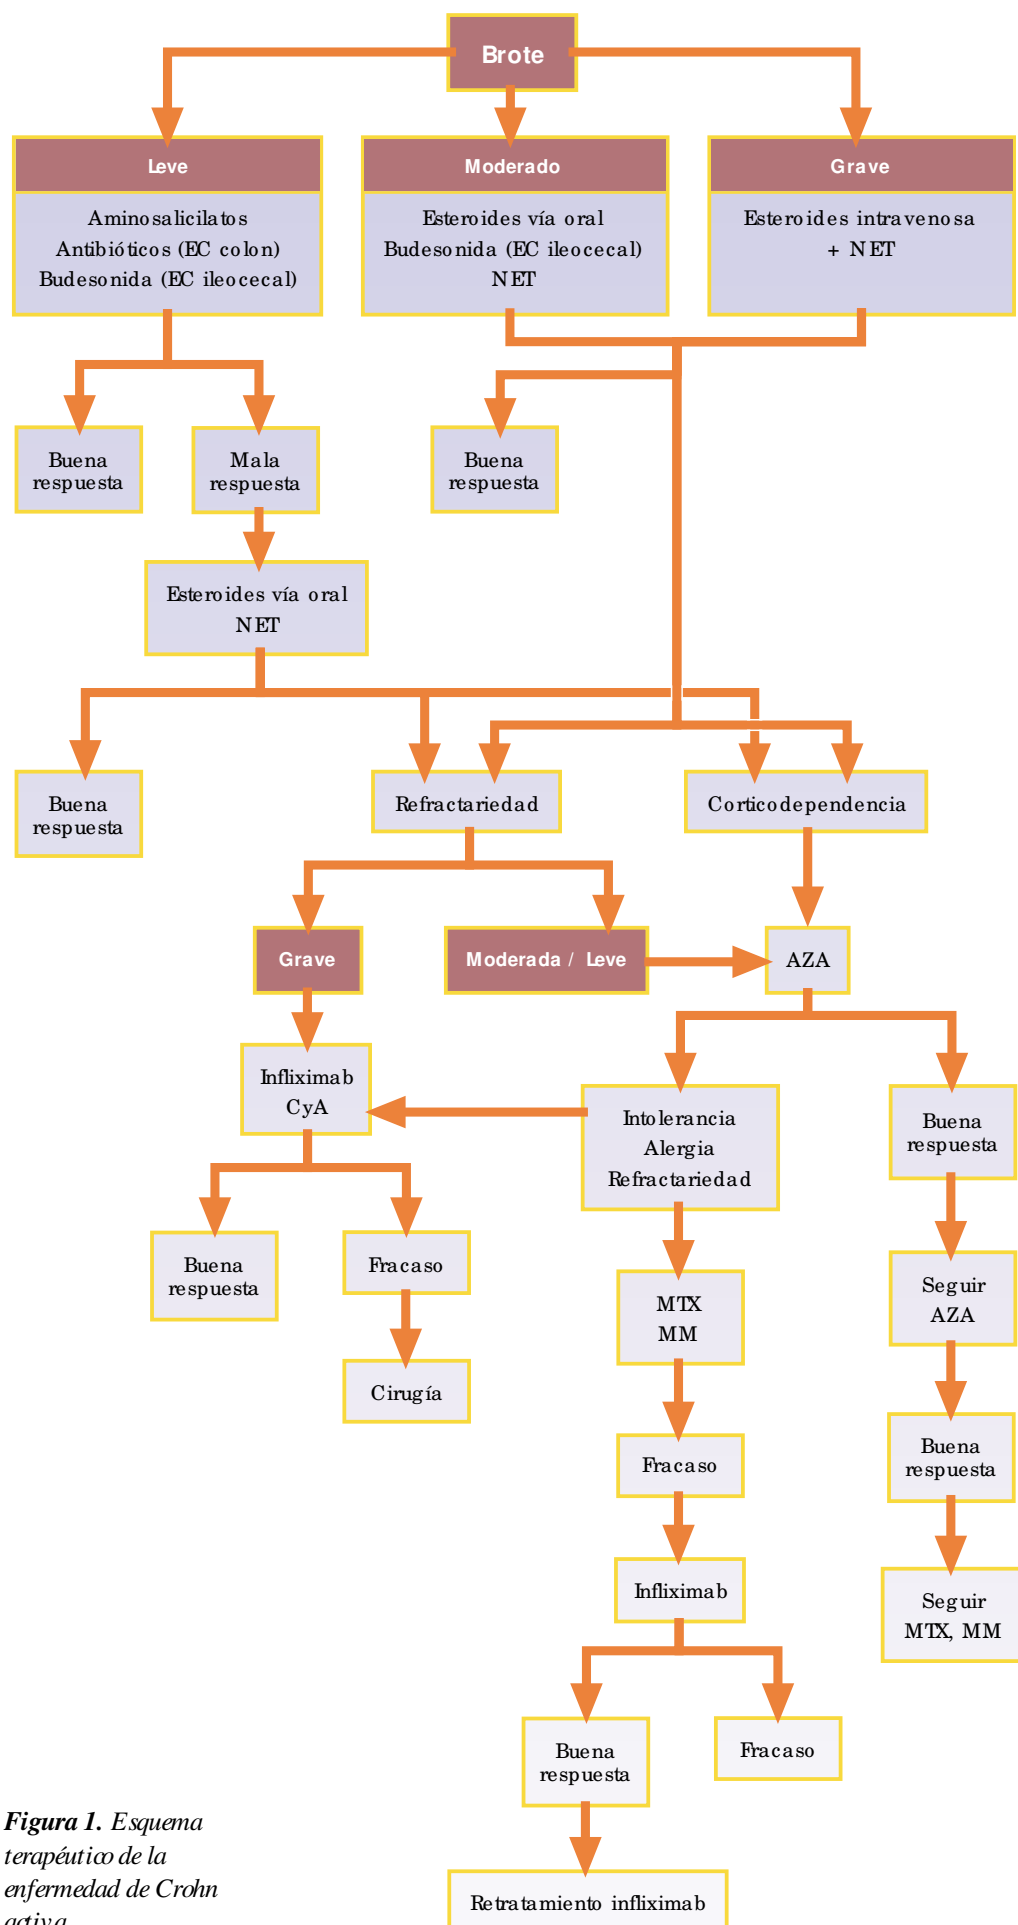 Brote
Leve
Moderado
Grave
Aminosalicilatos
Antibióticos (EC colon)
Budesonida (EC ileocecal)
Esteroides vía oral
Budesonida (EC ileocecal)
NET
Esteroides intravenosa
+ NET
Buena
respuesta
Mala
respuesta
Buena
respuesta
Esteroides vía oral
NET
Buena
respuesta
Refractariedad
Corticodependencia
Grave
Moderada / Leve
AZA
Infliximab
CyA
Intolerancia
Alergia
Refractariedad
Buena
respuesta
Buena
respuesta
Fracaso
MTX
MM
Seguir
AZA
Cirugía
Fracaso
Buena
respuesta
Infliximab
Seguir
MTX, MM
Buena
respuesta
Fracaso
Retratamiento infliximab
Figura 1. Esquema
terapéutico de la
enfermedad de Crohn
activa